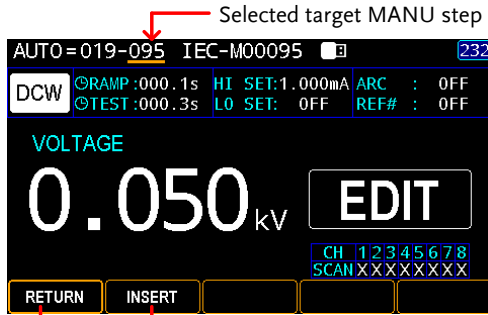 Selected target MANU step
AUTO=019-095 IEC-M00095 232
DCW RAMP:000.1s HI SET:1.000mA ARC : OFF
TEST:000.3s LO SET: OFF REF# : OFF
VOLTAGE
0.050kV EDIT
CH 12345678
SCAN XXXXXXXX
RETURN INSERT